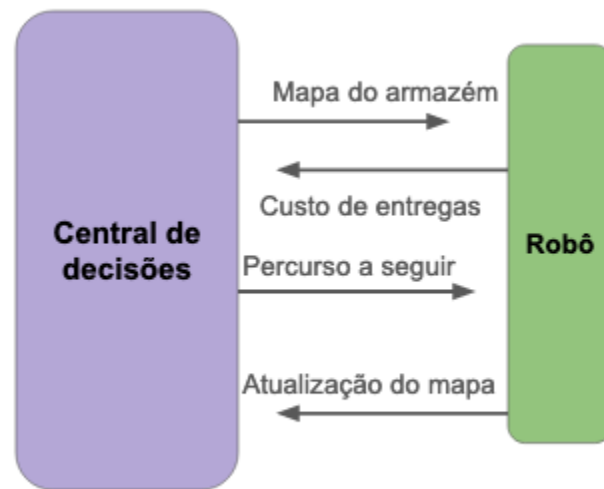 Mapa do armazém
Custo de entregas
Central de
decisões
Robô
Percurso a seguir
Atualização do mapa